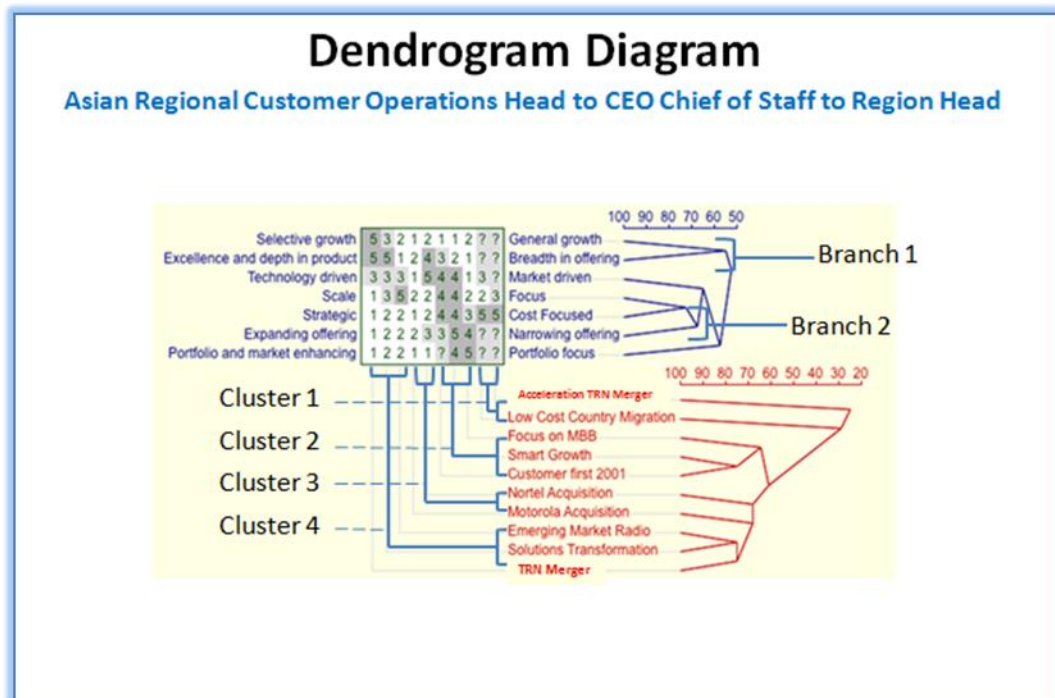 Dendrogram Diagram
Asian Regional Customer Operations Head to CEO Chief of Staff to Region Head
100 90 80 70 60 50
Selective growth 5 3 2 1 2 1 1 2 ? ? General growth
Excellence and depth in product 5 5 1 2 4 3 2 1 ? ? Breadth in offering
Branch 1
Technology driven 3 3 3 1 5 4 4 1 3 ? Market driven
Scale 1 3 5 2 2 4 4 2 2 3 Focus
Strategic 1 2 2 1 2 4 4 3 5 5 Cost Focused
Branch 2
Expanding offering 1 2 2 2 3 3 5 4 ? ? Narrowing offering
Portfolio and market enhancing 1 2 2 1 1 ? 4 5 ? ? Portfolio focus
100 90 80 70 60 50 40 30 20
Cluster 1
Acceleration TRN Merger
Low Cost Country Migration
Cluster 2
Focus on MBB
Smart Growth
Customer first 2001
Cluster 3
Nortel Acquisition
Motorola Acquisition
Cluster 4
Emerging Market Radio
Solutions Transformation
TRN Merger